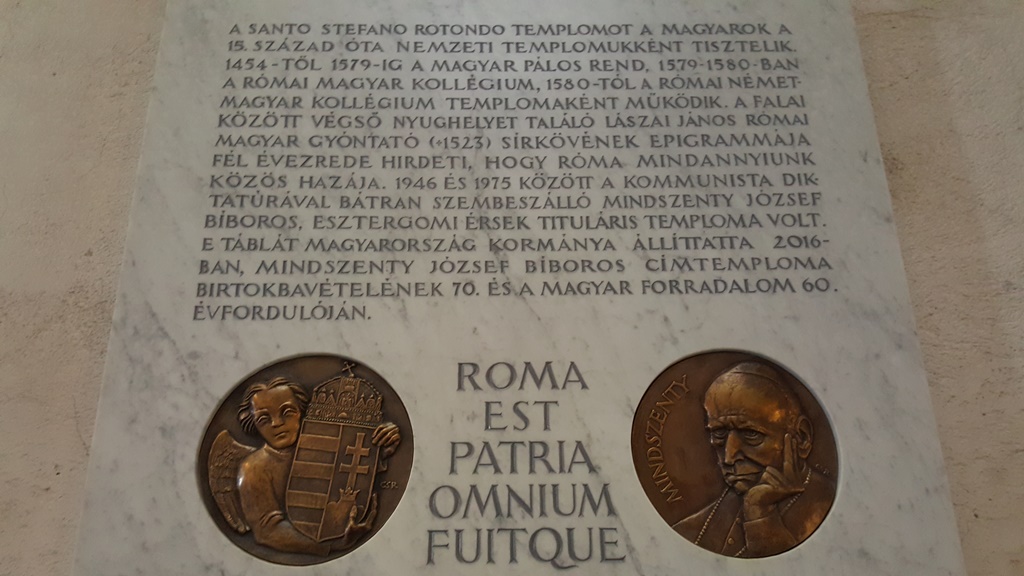 A SANTO STEFANO ROTONDO TEMPLOMOT A MAGYAROK A
15. SZÁZAD ÓTA NEMZETI TEMPLOMUKKÉNT TISZTELIK.
1454-TŐL 1579-IG A MAGYAR PÁLOS REND, 1579-1580-BAN
A RÓMAI MAGYAR KOLLÉGIUM, 1580-TÓL A RÓMAI NÉMET-
MAGYAR KOLLÉGIUM TEMPLOMAKÉNT MŰKÖDIK. A FALAI
KÖZÖTT VÉGSŐ NYUGHELYET TALÁLÓ LÁSZAI JÁNOS RÓMAI
MAGYAR GYÓNTATÓ (+1523) SÍRKÖVÉNEK EPIGRAMMÁJA
FÉL ÉVEZREDE HIRDETI, HOGY RÓMA MINDANNYIUNK
KÖZÖS HAZÁJA. 1946 ÉS 1975 KÖZÖTT A KOMMUNISTA DIK-
TATÚRÁVAL BÁTRAN SZEMBESZÁLLÓ MINDSZENTY JÓZSEF
BÍBOROS, ESZTERGOMI ÉRSEK TITULÁRIS TEMPLOMA VOLT.
E TÁBLÁT MAGYARORSZÁG KORMÁNYA ÁLLÍTTATTA 2016-
BAN, MINDSZENTY JÓZSEF BÍBOROS CÍMTEMPLOMA
BIRTOKBAVÉTELÉNEK 70. ÉS A MAGYAR FORRADALOM 60.
ÉVFORDULÓJÁN.
ROMA
EST
PATRIA
OMNIUM
FUITQUE
MINDSZENTY